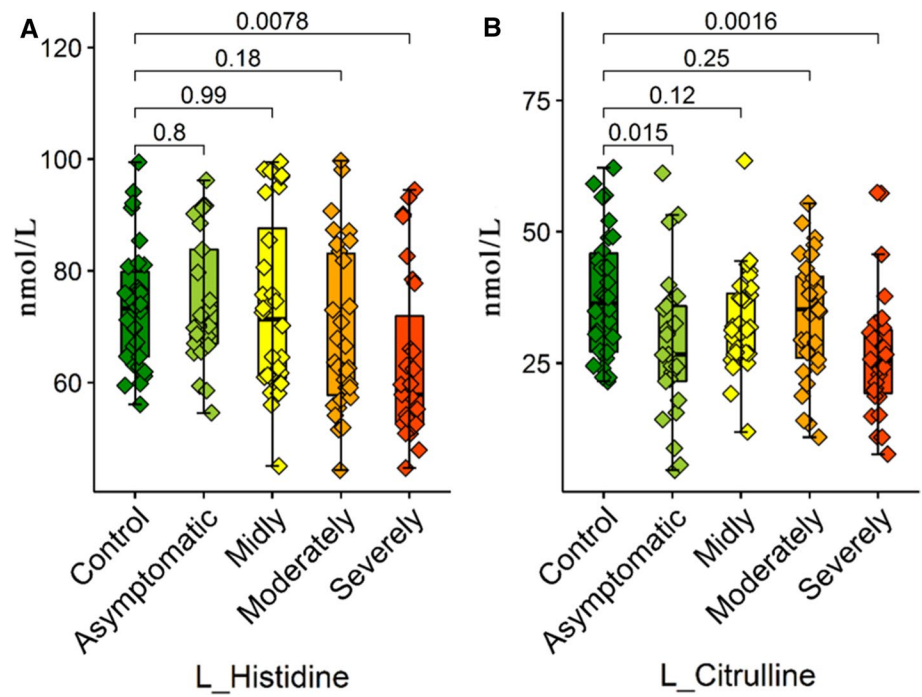 A
0.0078
0.18
0.99
0.8
120
100
80
60
nmol/L
Control
Asymptomatic
Midly
Moderately
Severely
L_Histidine
B
0.0016
0.25
0.12
0.015
75
50
25
nmol/L
Control
Asymptomatic
Midly
Moderately
Severely
L_Citrulline